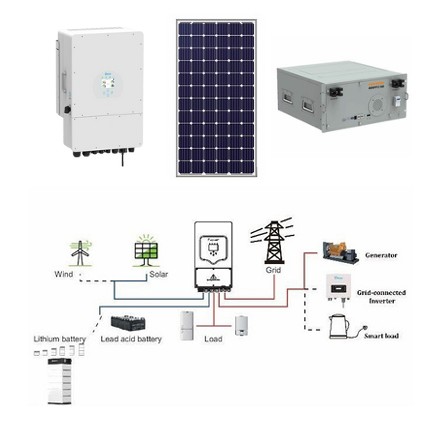 Wind
Solar
Grid
Generator
Grid-connected
Inverter
Smart load
Lithium battery
Lead acid battery
Load